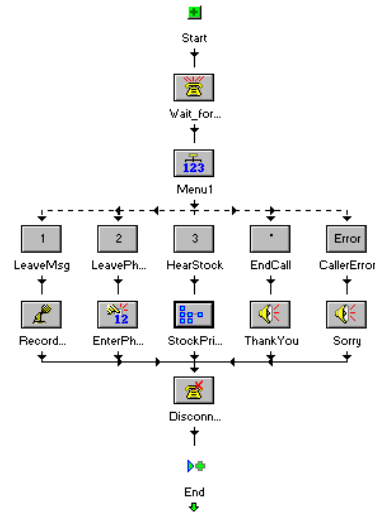 Start
Wait_for...
123
Menu1
1 2 3 * Error
LeaveMsg LeavePh... HearStock EndCall CallerError
12
Record... EnterPh... StockPri... ThankYou Sorry
Disconn...
End